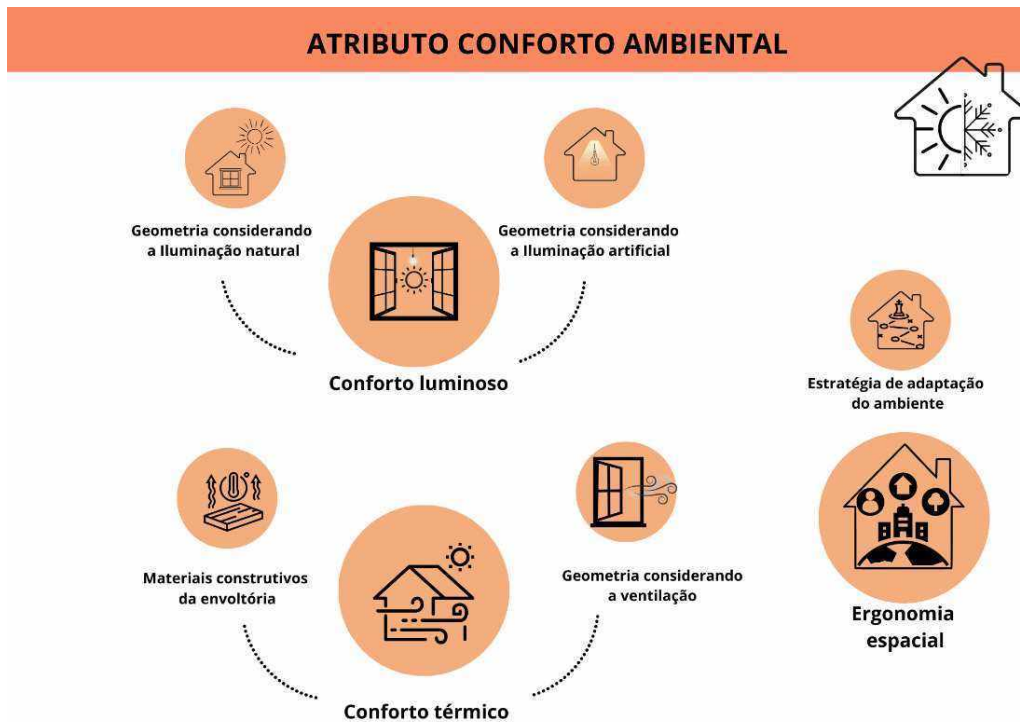 ATRIBUTO CONFORTO AMBIENTAL
Geometria considerando
a Iluminação natural
Geometria considerando
a Iluminação artificial
Conforto luminoso
Estratégia de adaptação
do ambiente
Materiais construtivos
da envoltória
Geometria considerando
a ventilação
Ergonomia
espacial
Conforto térmico